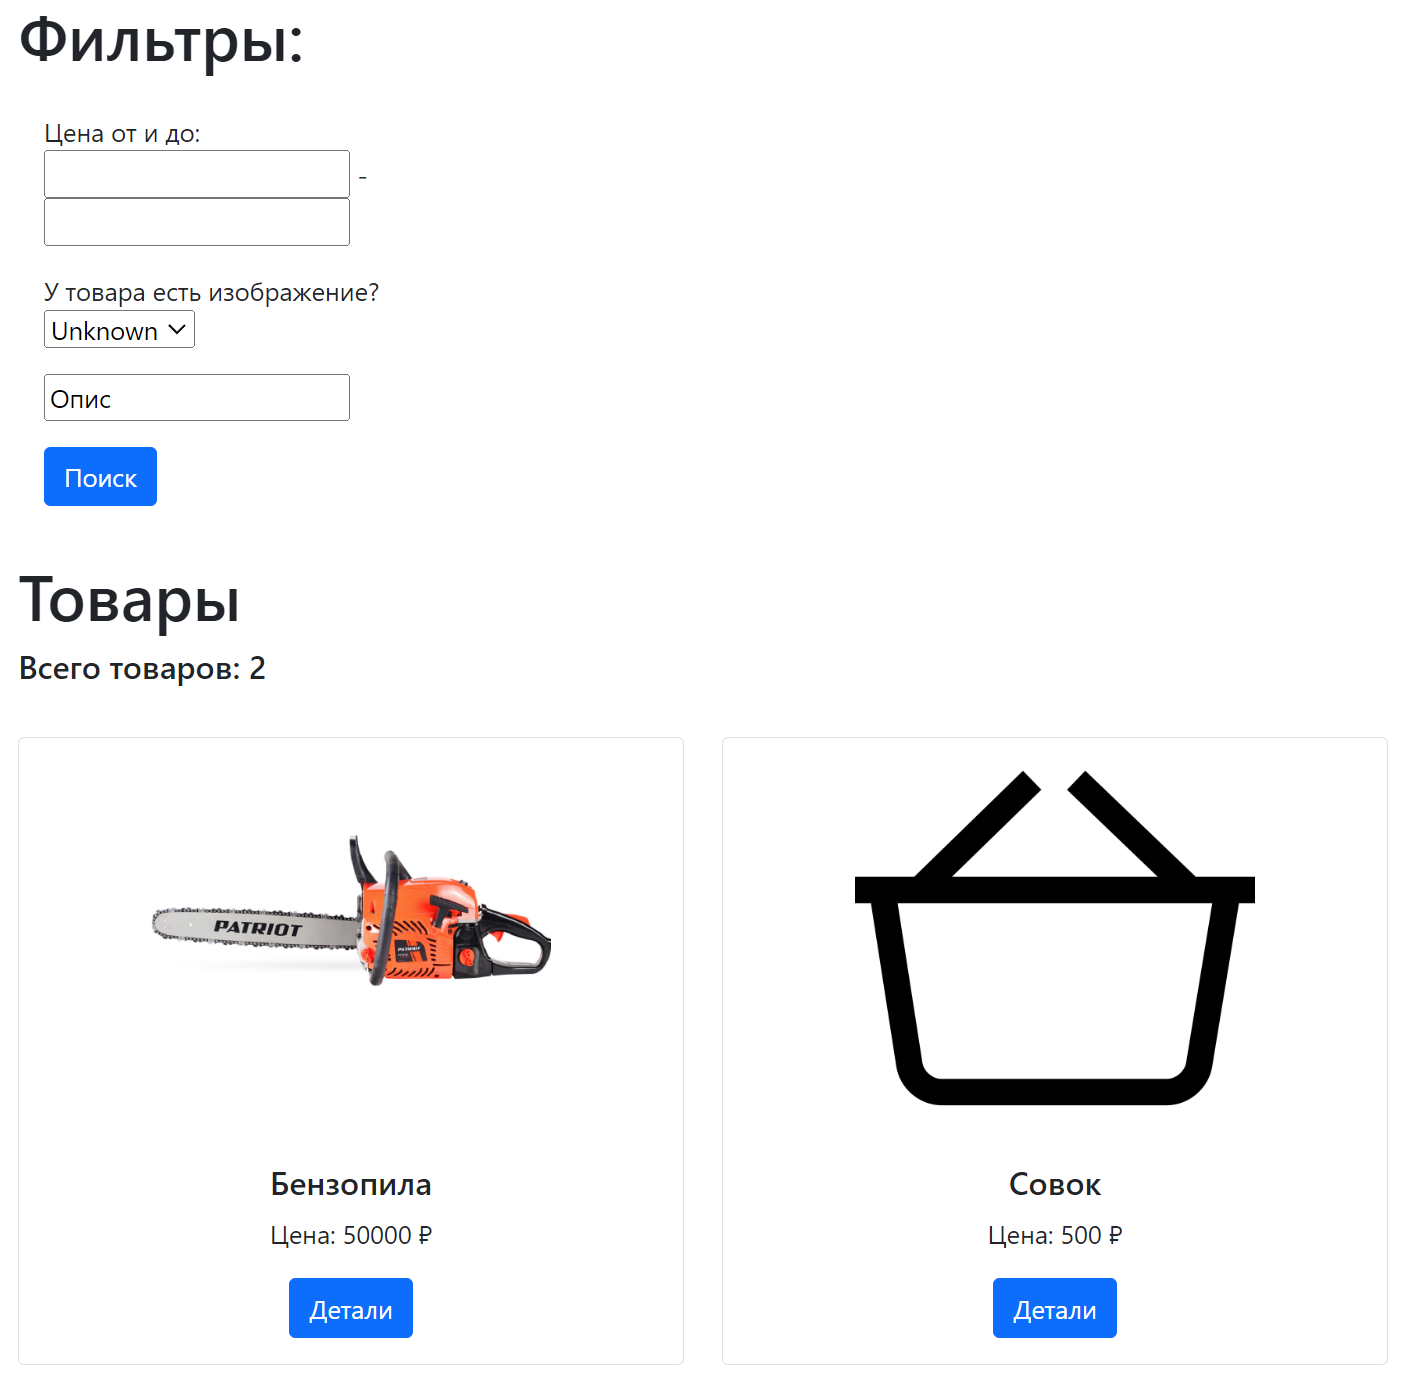 Фильтры:
Цена от и до:
-
У товара есть изображение?
Unknown
Опис
Поиск
Товары
Всего товаров: 2
PATRIOT
PATRIOT
Бензопила
Цена: 50000 ₽
Детали
Совок
Цена: 500 ₽
Детали